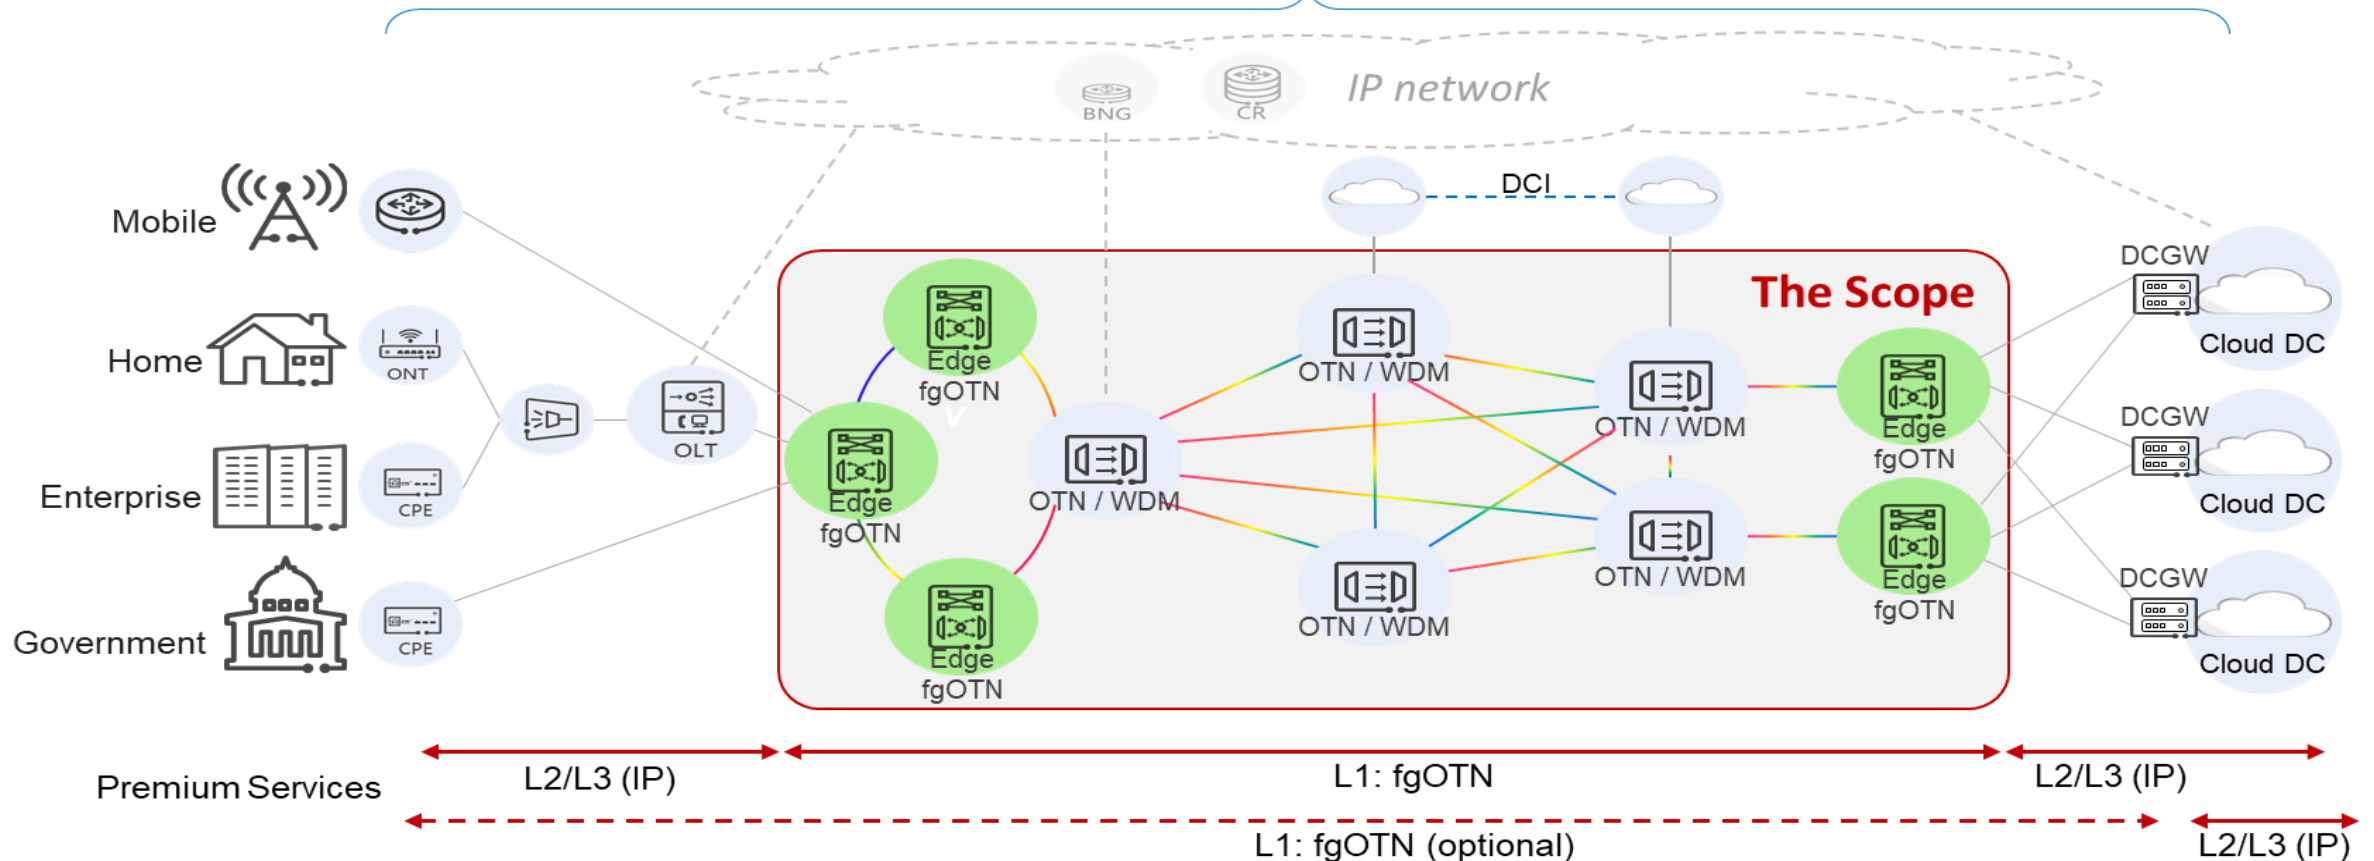 IP network
BNG
CR
DCI
Mobile
The Scope
DCGW
Cloud DC
Edge
fgOTN
v
OTN / WDM
Home
ONT
OLT
Edge
fgOTN
OTN / WDM
OTN / WDM
Edge
fgOTN
DCGW
Cloud DC
Enterprise
CPE
Edge
fgOTN
OTN / WDM
OTN / WDM
Edge
fgOTN
DCGW
Cloud DC
Government
CPE
Premium Services
L2/L3 (IP)
L1: fgOTN
L2/L3 (IP)
L1: fgOTN (optional)
L2/L3 (IP)